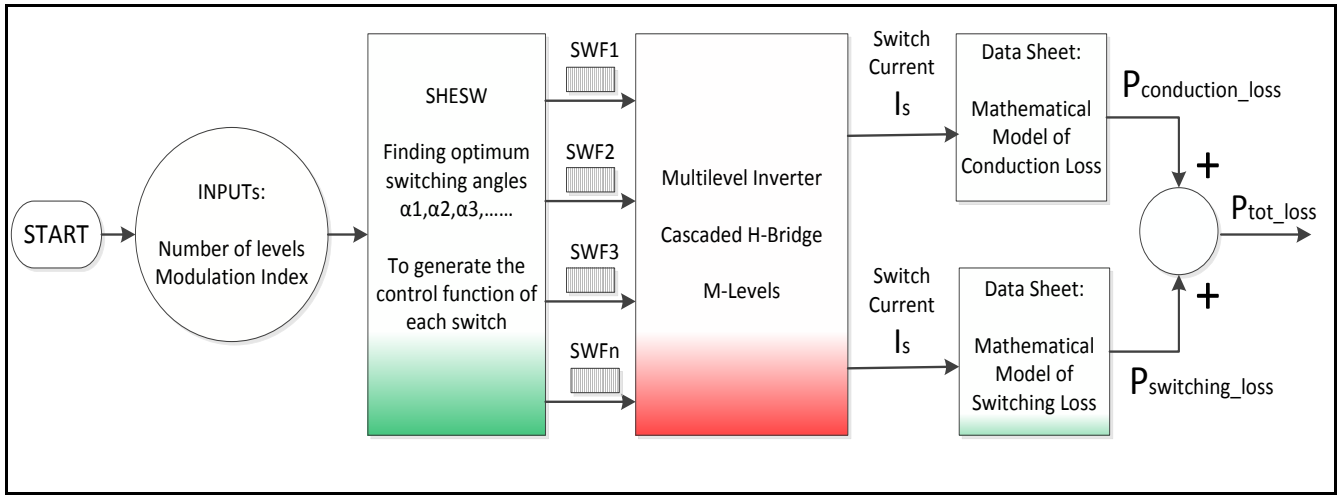 START
INPUTs:
Number of levels
Modulation Index
SHESW
Finding optimum
switching angles
α1,α2,α3,......
To generate the
control function of
each switch
SWF1
SWF2
SWF3
SWFn
Multilevel Inverter
Cascaded H-Bridge
M-Levels
Switch
Current
Is
Switch
Current
Is
Data Sheet:
Mathematical
Model of
Conduction Loss
Data Sheet:
Mathematical
Model of
Switching Loss
Pconduction_loss
+
Ptot_loss
+
Pswitching_loss